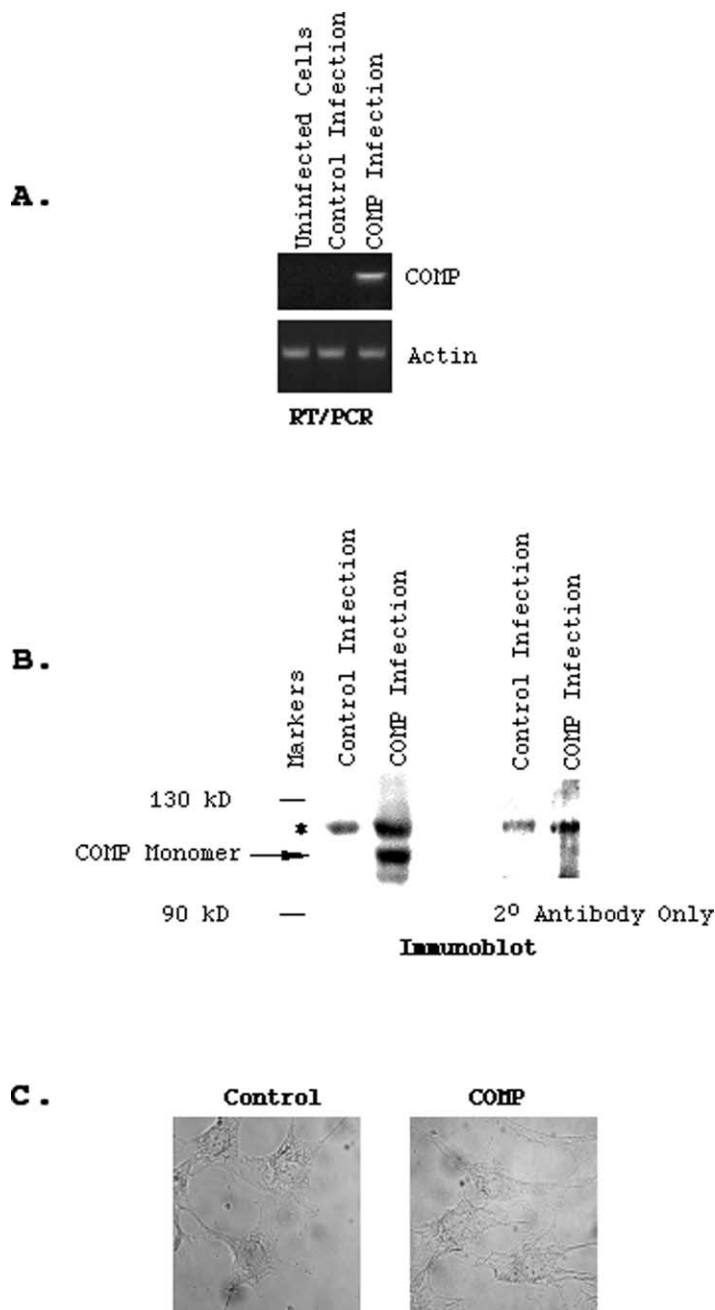 A.
Uninfected Cells
Control Infection
COMP Infection
COMP
Actin
RT/PCR
B.
Markers
Control Infection
COMP Infection
Control Infection
COMP Infection
130 kD
*
COMP Monomer
90 kD
2º Antibody Only
Immunoblot
C.
Control
COMP